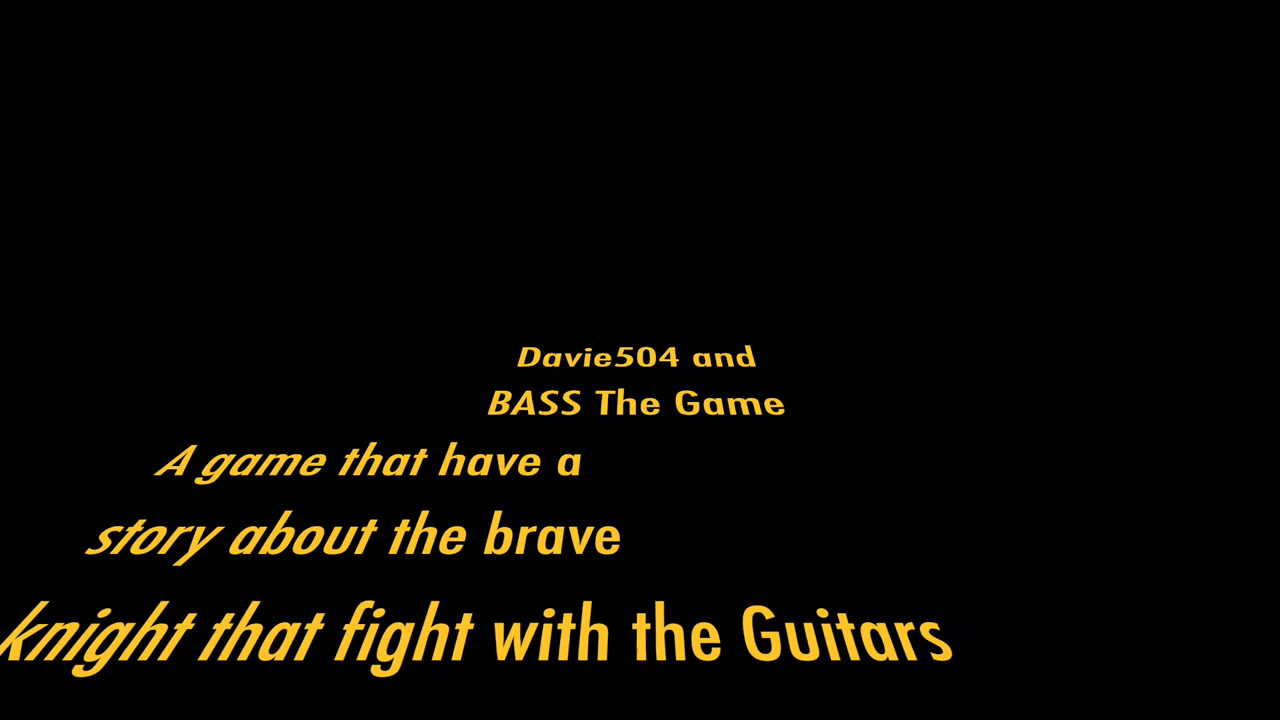 Davie504 and
BASS The Game
A game that have a
story about the brave
knight that fight with the Guitars